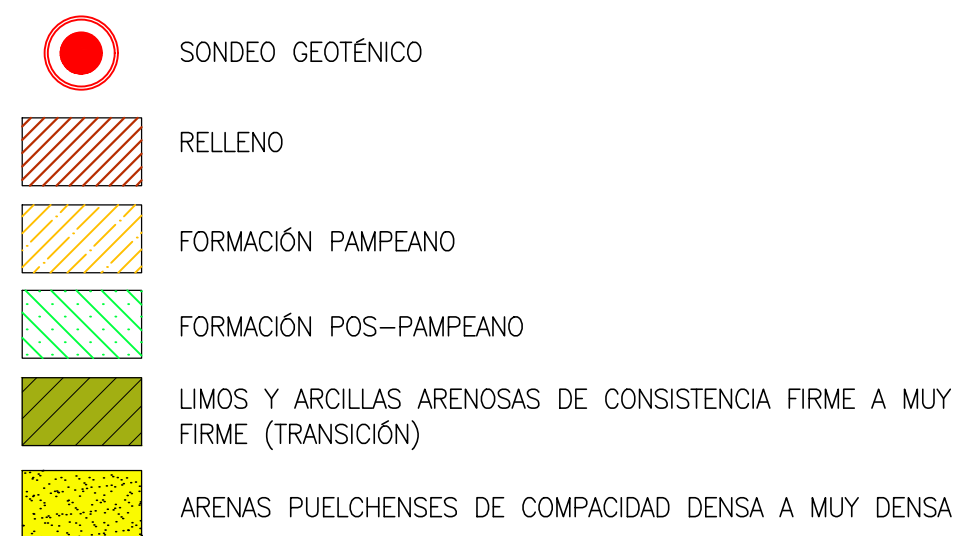 SONDEO GEOTÉNICO
RELLENO
FORMACIÓN PAMPEANO
FORMACIÓN POS-PAMPEANO
LIMOS Y ARCILLAS ARENOSAS DE CONSISTENCIA FIRME A MUY
FIRME (TRANSICIÓN)
ARENAS PUELCHENSES DE COMPACIDAD DENSA A MUY DENSA